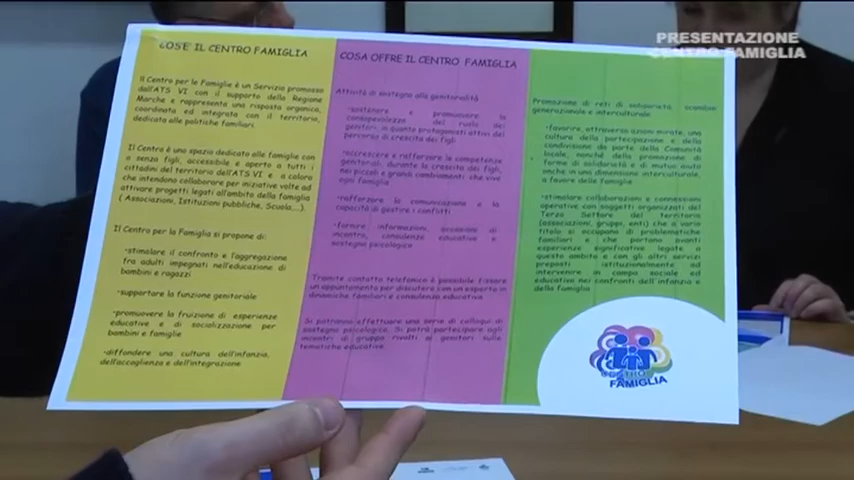 PRESENTAZIONE
CENTRO FAMIGLIA
COS'E' IL CENTRO FAMIGLIA
Il Centro per le Famiglie è un Servizio promosso
dall'ATS VI con il supporto della Regione
Marche e rappresenta una risposta organica,
coordinata ed integrata con il territorio,
dedicata alle politiche familiari.
Il Centro è uno spazio dedicato alle famiglie con
o senza figli, accessibile e aperto a tutti i
cittadini del territorio dell'ATS VI e a coloro
che intendono collaborare per iniziative volte ad
attivare progetti legati all'ambito della famiglia
( Associazioni, Istituzioni pubbliche, Scuola,...).
Il Centro per la Famiglia si propone di:
•stimolare il confronto e l'aggregazione
fra adulti impegnati nell'educazione di
bambini e ragazzi
•supportare la funzione genitoriale
•promuovere la fruizione di esperienze
educative e di socializzazione per
bambini e famiglie
•diffondere una cultura dell'infanzia,
dell'accoglienza e dell'integrazione
COSA OFFRE IL CENTRO FAMIGLIA
Attività di sostegno alla genitorialità
•sostenere e promuovere la
consapevolezza del ruolo dei
genitori, in quanto protagonisti attivi del
percorso di crescita dei figli
•accrescere e rafforzare le competenze
genitoriali, durante la crescita dei figli,
nei piccoli e grandi cambiamenti che vive
ogni famiglia
•rafforzare la comunicazione e la
capacità di gestire i conflitti
•fornire informazioni, occasioni di
incontro, consulenze educative e
sostegno psicologico
Tramite contatto telefonico è possibile fissare
un appuntamento per discutere con un esperto in
dinamiche familiari e consulenza educativa
Si potranno effettuare una serie di colloqui di
sostegno psicologico. Si potrà partecipare agli
incontri di gruppo rivolti ai genitori sulle
tematiche educative
Promozione di reti di solidarietà, scambio
generazionale e interculturale
•favorire, attraverso azioni mirate, una
cultura della partecipazione e della
condivisione da parte della Comunità
locale, nonché della promozione di
forme di solidarietà e di mutuo aiuto
anche in una dimensione interculturale,
a favore delle famiglie
•stimolare collaborazioni e connessioni
operative con soggetti organizzati del
Terzo Settore del territorio
(associazioni, gruppi, enti) che a vario
titolo si occupano di problematiche
familiari e che portano avanti
esperienze significative legate a
questo ambito e con gli altri servizi
preposti istituzionalmente ad
intervenire in campo sociale ed
educativo nei confronti dell'infanzia e
della famiglia
CENTRO
FAMIGLIA